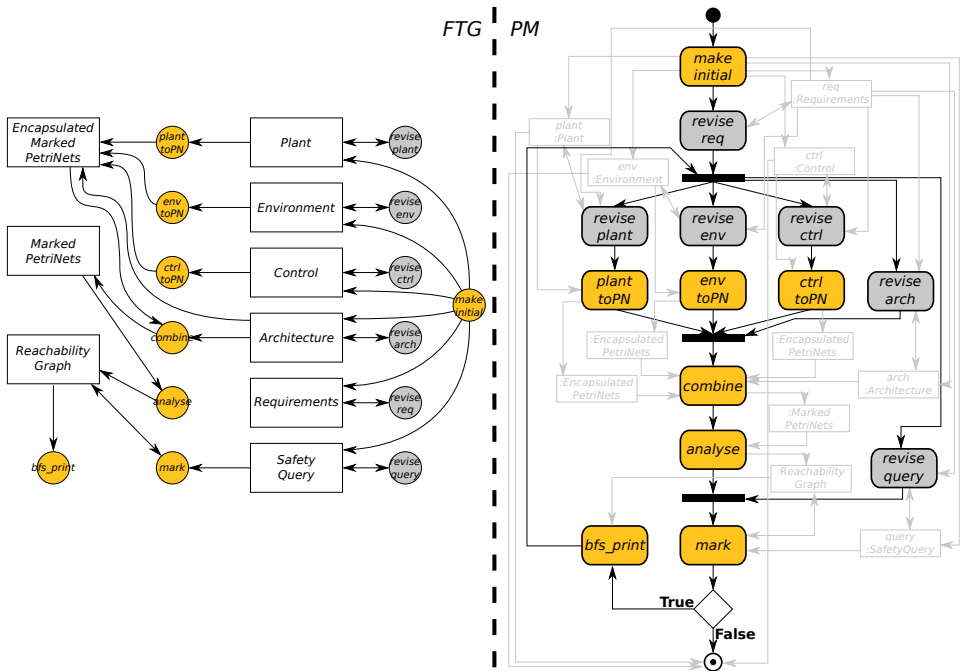 FTG
PM
Encapsulated
Marked
PetriNets
plant
toPN
Plant
revise
plant
env
toPN
Environment
revise
env
Marked
PetriNets
ctrl
toPN
Control
revise
ctrl
make
initial
combine
Architecture
revise
arch
Reachability
Graph
analyse
Requirements
revise
req
bfs_print
mark
Safety
Query
revise
query
make
initial
req
:Requirements
revise
req
plant
:Plant
env
:Environment
ctrl
:Control
revise
plant
revise
env
revise
ctrl
plant
toPN
env
toPN
ctrl
toPN
revise
arch
:Encapsulated
PetriNets
:Encapsulated
PetriNets
:Encapsulated
PetriNets
combine
arch
:Architecture
:Marked
PetriNets
analyse
:Reachability
Graph
revise
query
bfs_print
mark
query
:SafetyQuery
True
False